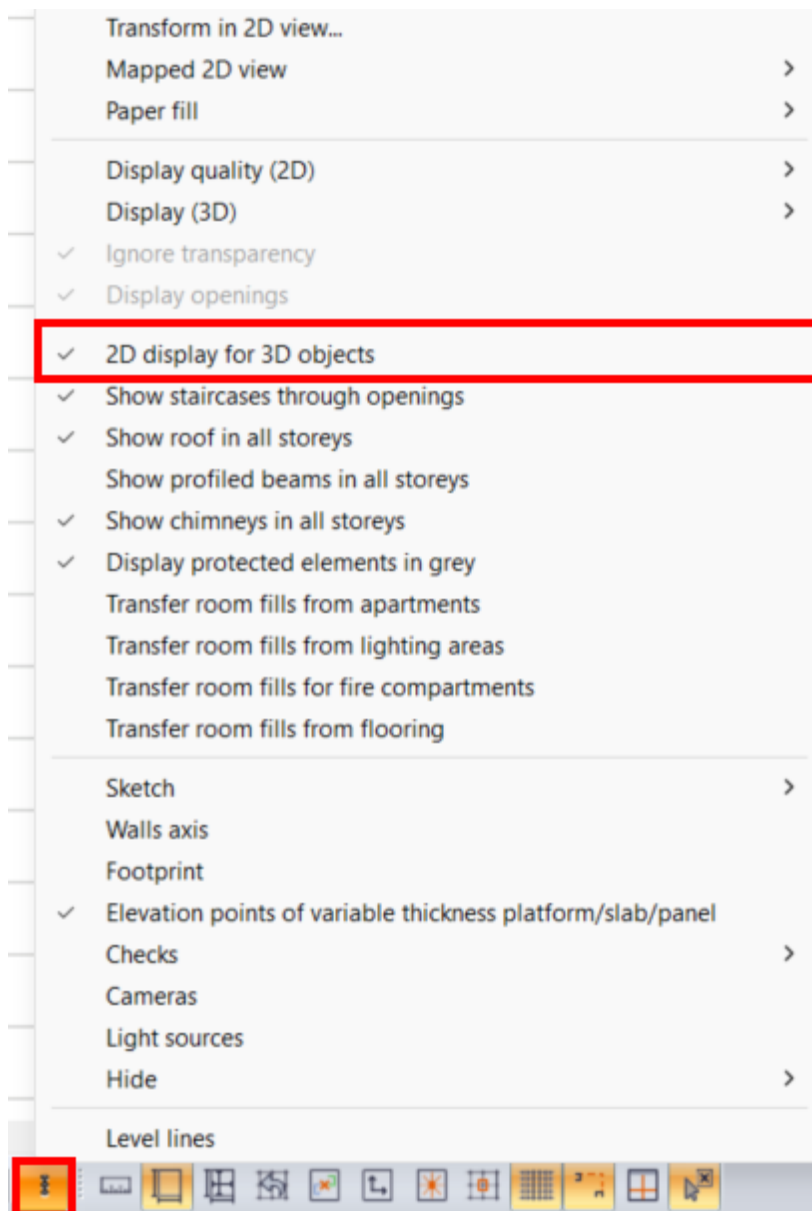 Transform in 2D view...
Mapped 2D view
Paper fill
Display quality (2D)
Display (3D)
Ignore transparency
Display openings
2D display for 3D objects
Show staircases through openings
Show roof in all storeys
Show profiled beams in all storeys
Show chimneys in all storeys
Display protected elements in grey
Transfer room fills from apartments
Transfer room fills from lighting areas
Transfer room fills for fire compartments
Transfer room fills from flooring
Sketch
Walls axis
Footprint
Elevation points of variable thickness platform/slab/panel
Checks
Cameras
Light sources
Hide
Level lines